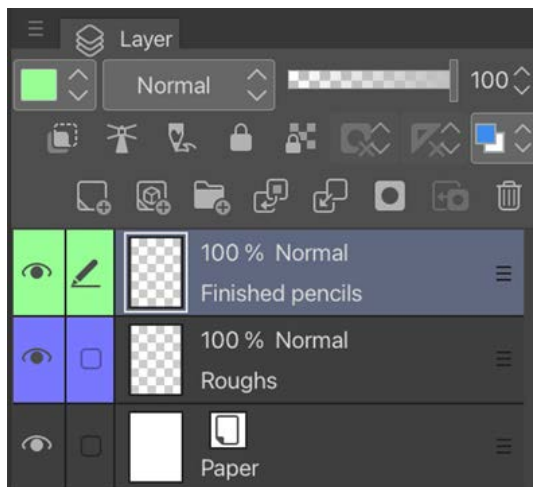 Layer
Normal
100
100 % Normal
Finished pencils
100 % Normal
Roughs
Paper